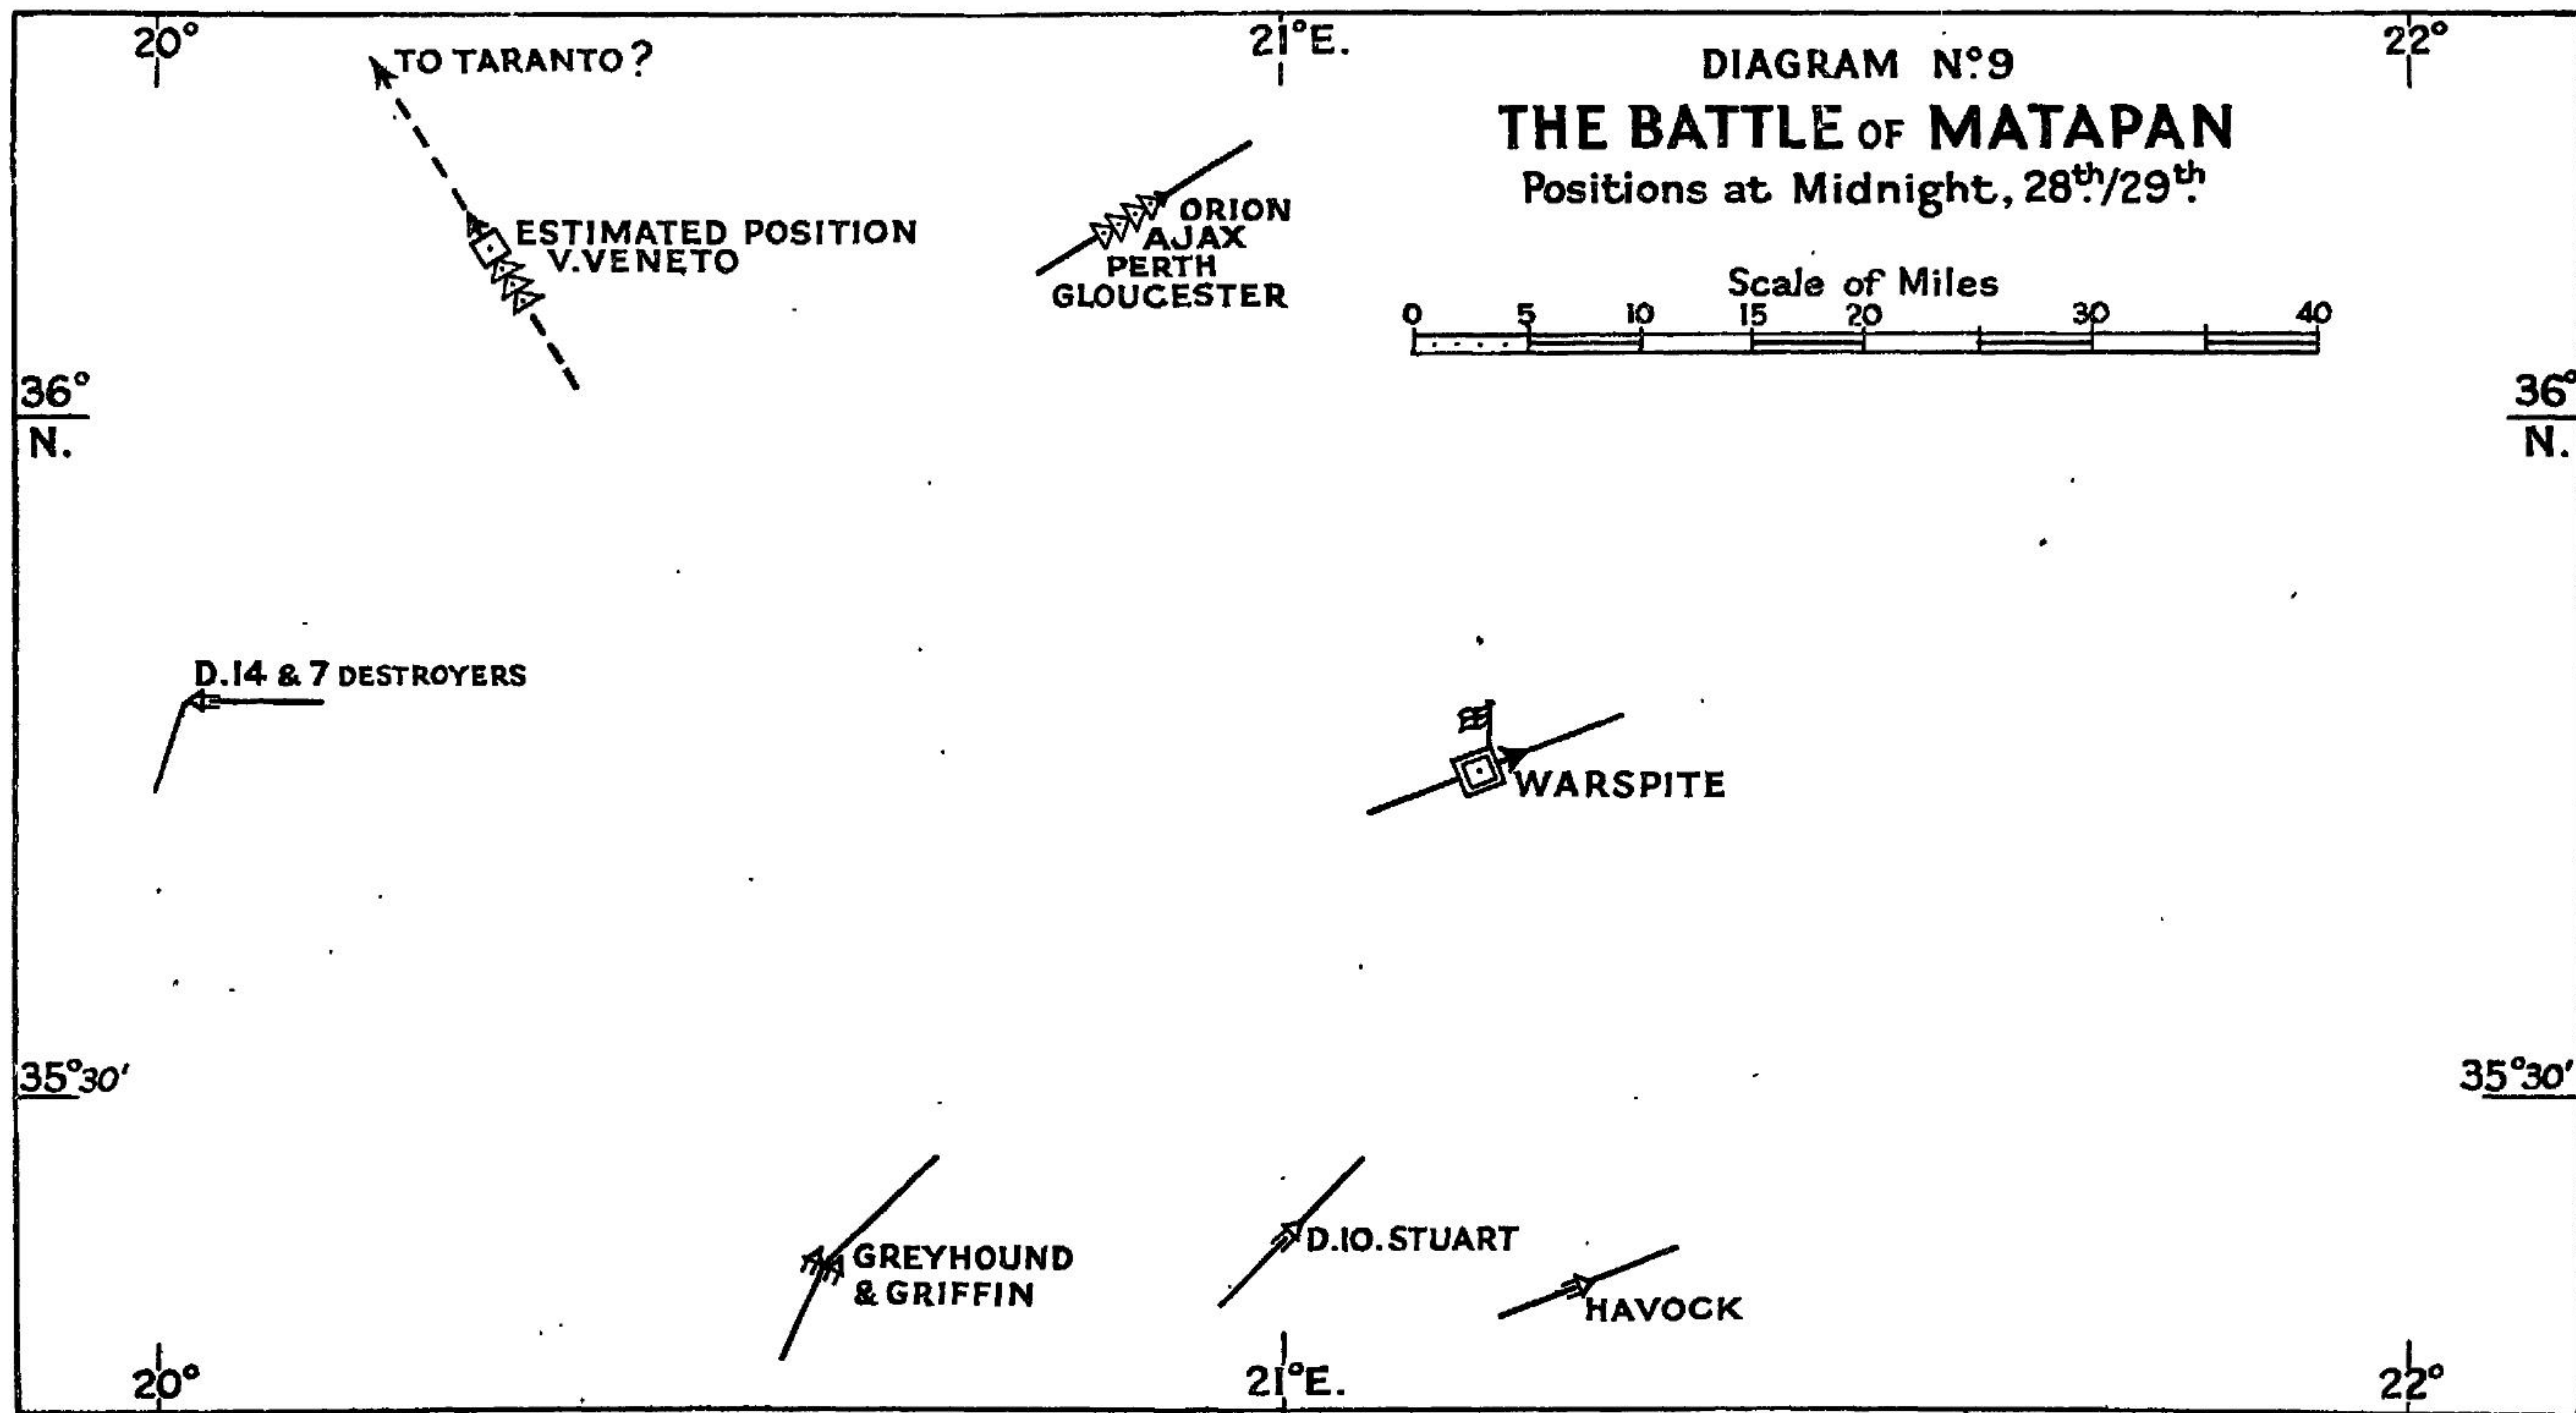 20°
21°E.
22°
TO TARANTO?
DIAGRAM Nº.9
THE BATTLE OF MATAPAN
Positions at Midnight, 28th./29th.
ORION
AJAX
PERTH
GLOUCESTER
ESTIMATED POSITION
V.VENETO
Scale of Miles
0 5 10 15 20 30 40
36°
N.
36°
N.
D.14 & 7 DESTROYERS
WARSPITE
35°30'
35°30'
GREYHOUND
& GRIFFIN
D.10.STUART
HAVOCK
20°
21°E.
22°